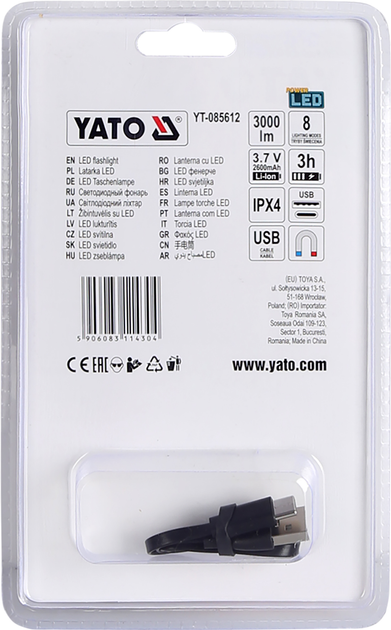 POWER
LED
YATO
YT-085612
3000
lm
8
LIGHTING MODES
TRYBY ŚWIECENIA
3.7 V
2600mAh
Li-Ion
3h
IPX4
USB
USB
CABLE
KABEL
EN LED flashlight
PL Latarka LED
DE LED Taschenlampe
RU Светодиодный фонарь
UA Світлодіодний ліхтар
LT Žibintuvėlis su LED
LV LED lukturītis
CZ LED svítilna
SK LED svietidlo
HU LED zseblámpa
RO Lanterna cu LED
BG LED фенерче
HR LED svjetiljka
ES Linterna LED
FR Lampe torche LED
PT Lanterna com LED
IT Torcia LED
GR Φακός LED
CN 手电筒
AR مصباح يدوي LED
(EU) TOYA S.A.,
ul. Sołtysowicka 13-15,
51-168 Wrocław,
Poland; (RO) Importator:
Toya Romania SA,
Soseaua Odai 109-123,
Sector 1, Bucuresti,
Romania; Made in China
5 906083 114304
CE EAC
www.yato.com